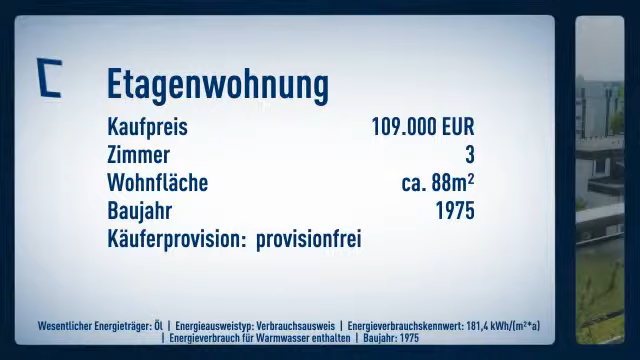 Etagenwohnung
Kaufpreis 109.000 EUR
Zimmer 3
Wohnfläche ca. 88m²
Baujahr 1975
Käuferprovision: provisionfrei
Wesentlicher Energieträger: Öl | Energieausweistyp: Verbrauchsausweis | Energieverbrauchskennwert: 181,4 kWh/(m²*a)
| Energieverbrauch für Warmwasser enthalten | Baujahr: 1975